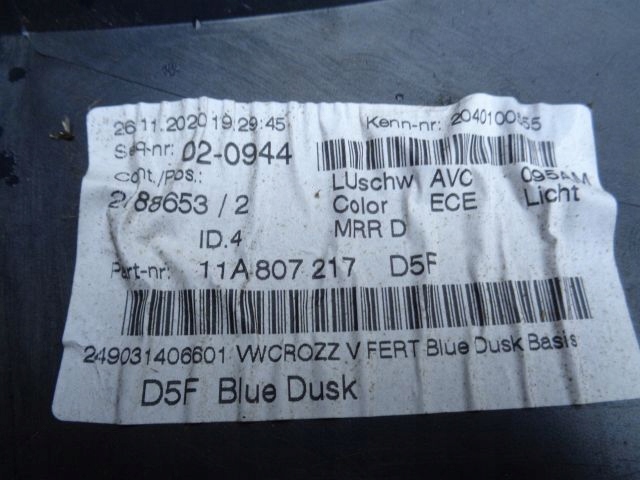 26.11.2020 19:29:45 Kenn-nr:
Seq-nr: 02-0944
Cont./pos.: LUschw AVC 095AM
2/88653 / 2 Color ECE Licht
ID.4 MRR D
Part-nr: 11A 807 217 D5F
249031406601 VWCROZZ V FERT Blue Dusk Basis
D5F Blue Dusk